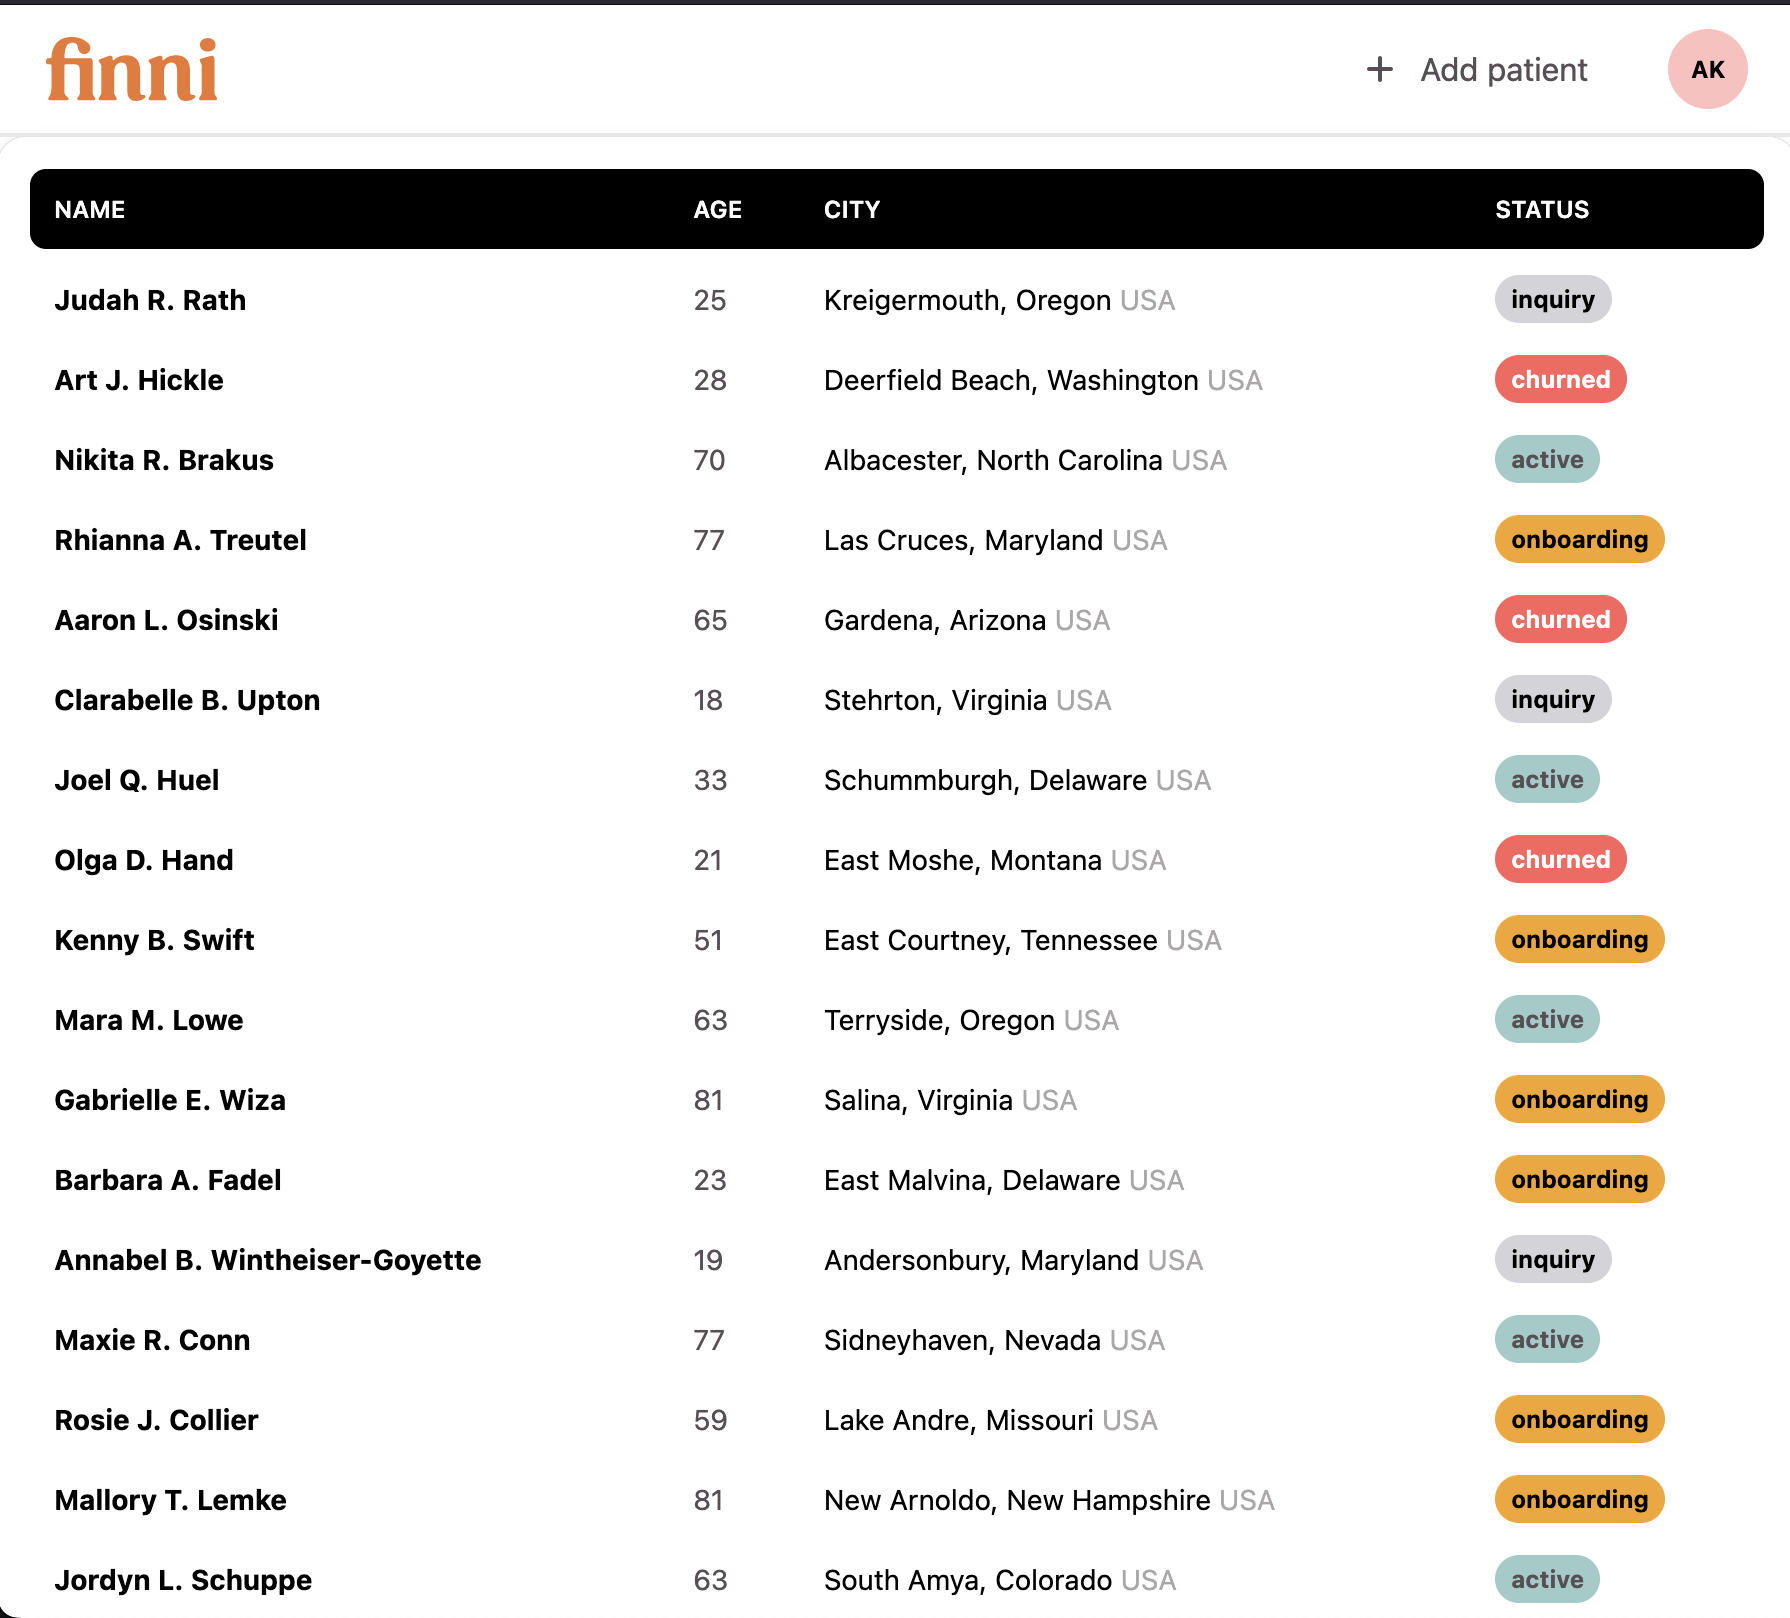 finni
+ Add patient AK
NAME AGE CITY STATUS
Judah R. Rath 25 Kreigermouth, Oregon USA inquiry
Art J. Hickle 28 Deerfield Beach, Washington USA churned
Nikita R. Brakus 70 Albacester, North Carolina USA active
Rhianna A. Treutel 77 Las Cruces, Maryland USA onboarding
Aaron L. Osinski 65 Gardena, Arizona USA churned
Clarabelle B. Upton 18 Stehrton, Virginia USA inquiry
Joel Q. Huel 33 Schummburgh, Delaware USA active
Olga D. Hand 21 East Moshe, Montana USA churned
Kenny B. Swift 51 East Courtney, Tennessee USA onboarding
Mara M. Lowe 63 Terryside, Oregon USA active
Gabrielle E. Wiza 81 Salina, Virginia USA onboarding
Barbara A. Fadel 23 East Malvina, Delaware USA onboarding
Annabel B. Wintheiser-Goyette 19 Andersonbury, Maryland USA inquiry
Maxie R. Conn 77 Sidneyhaven, Nevada USA active
Rosie J. Collier 59 Lake Andre, Missouri USA onboarding
Mallory T. Lemke 81 New Arnoldo, New Hampshire USA onboarding
Jordyn L. Schuppe 63 South Amya, Colorado USA active